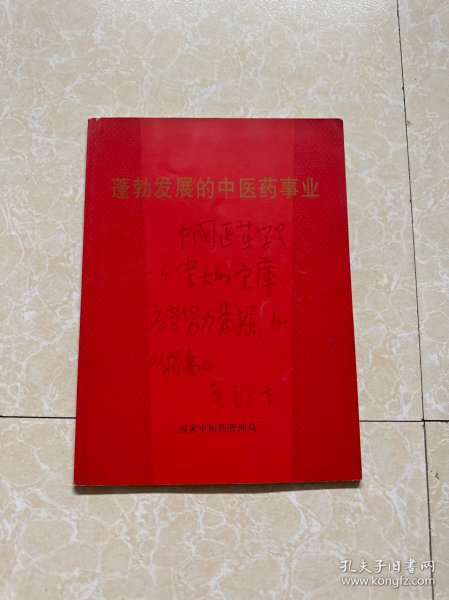 蓬勃发展的中医药事业
中国医药学是
一个伟大的宝库，
应当努力发掘，加
以提高。
毛泽东
国家中医药管理局
孔夫子旧书网
www.kongfz.com